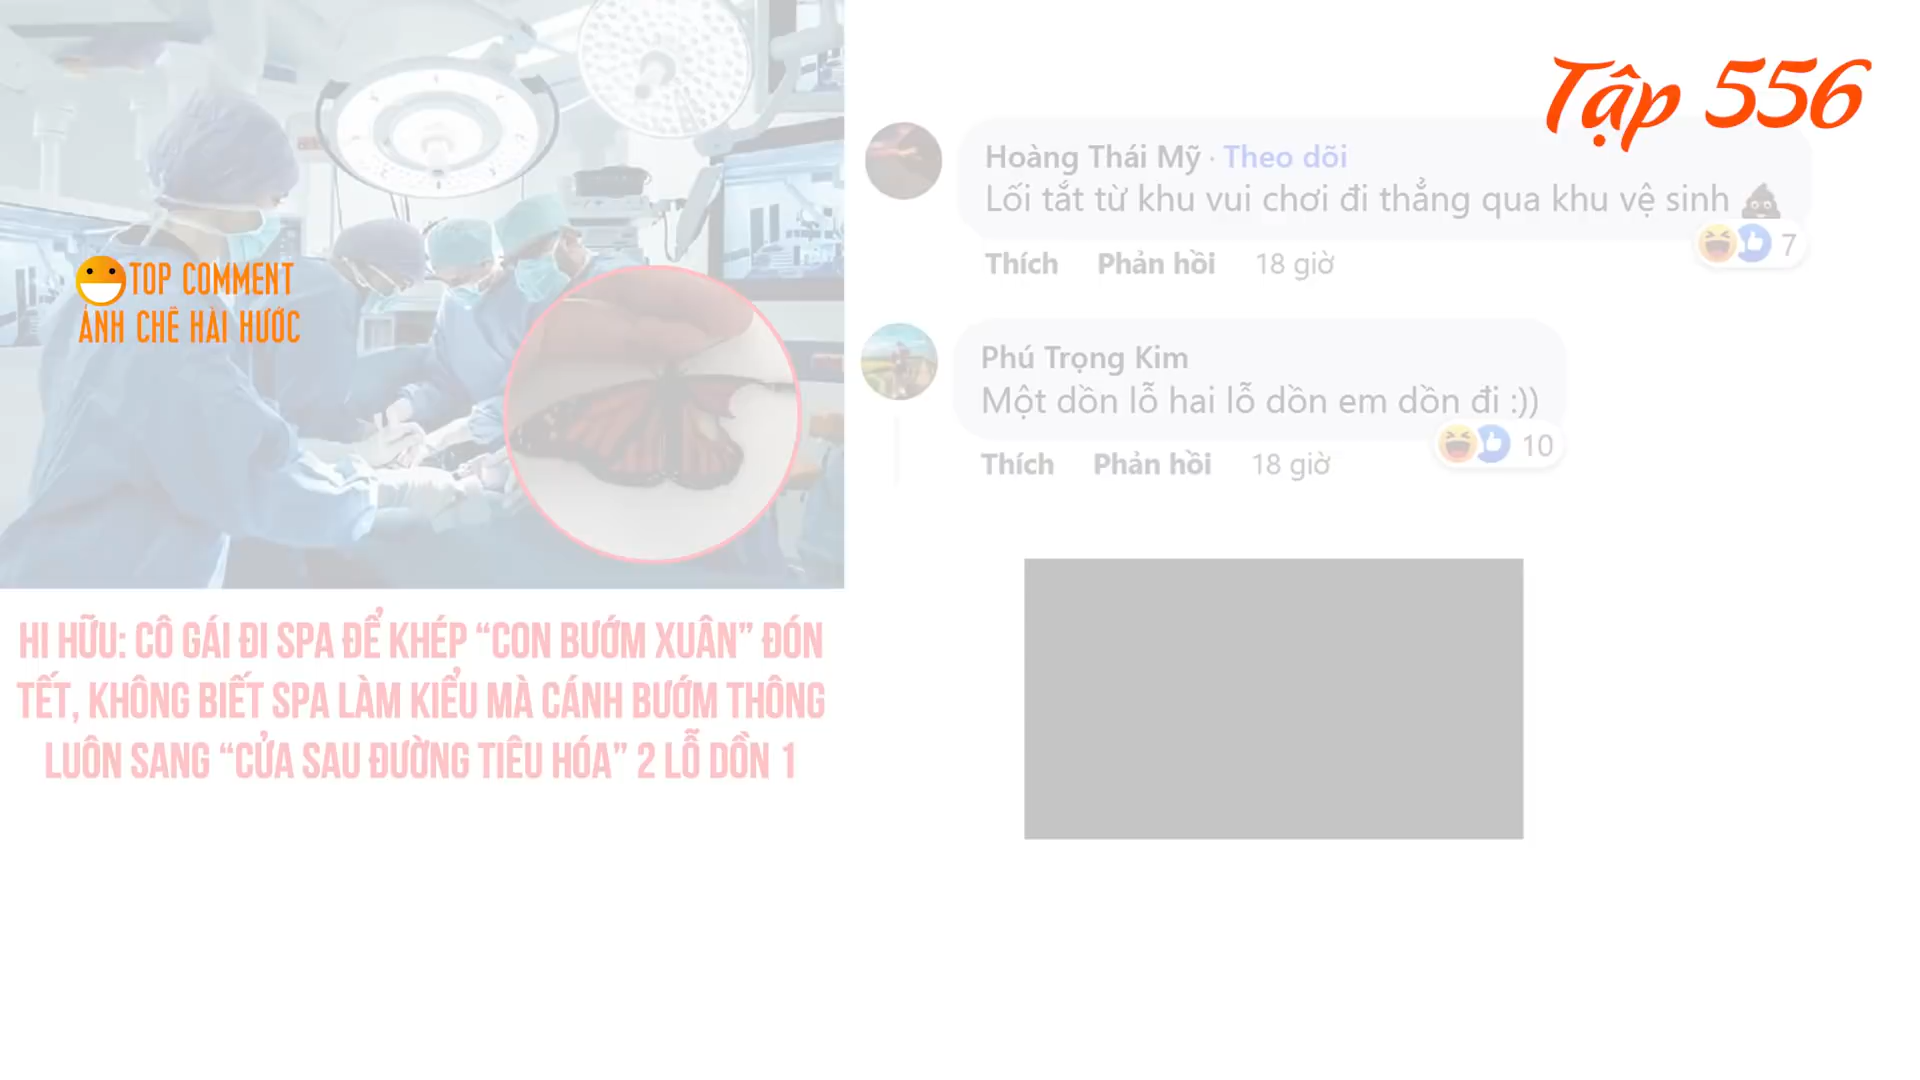 Tập 556
TOP COMMENT
ẢNH CHẾ HÀI HƯỚC
HI HỮU: CÔ GÁI ĐI SPA ĐỂ KHÉP “CON BƯỚM XUÂN” ĐÓN
TẾT, KHÔNG BIẾT SPA LÀM KIỂU MÀ CÁNH BƯỚM THÔNG
LUÔN SANG “CỬA SAU ĐƯỜNG TIÊU HÓA” 2 LỖ DỒN 1
Hoàng Thái Mỹ · Theo dõi
Lối tắt từ khu vui chơi đi thẳng qua khu vệ sinh 💩
7
Thích Phản hồi 18 giờ
Phú Trọng Kim
Một dồn lỗ hai lỗ dồn em dồn đi :))
10
Thích Phản hồi 18 giờ